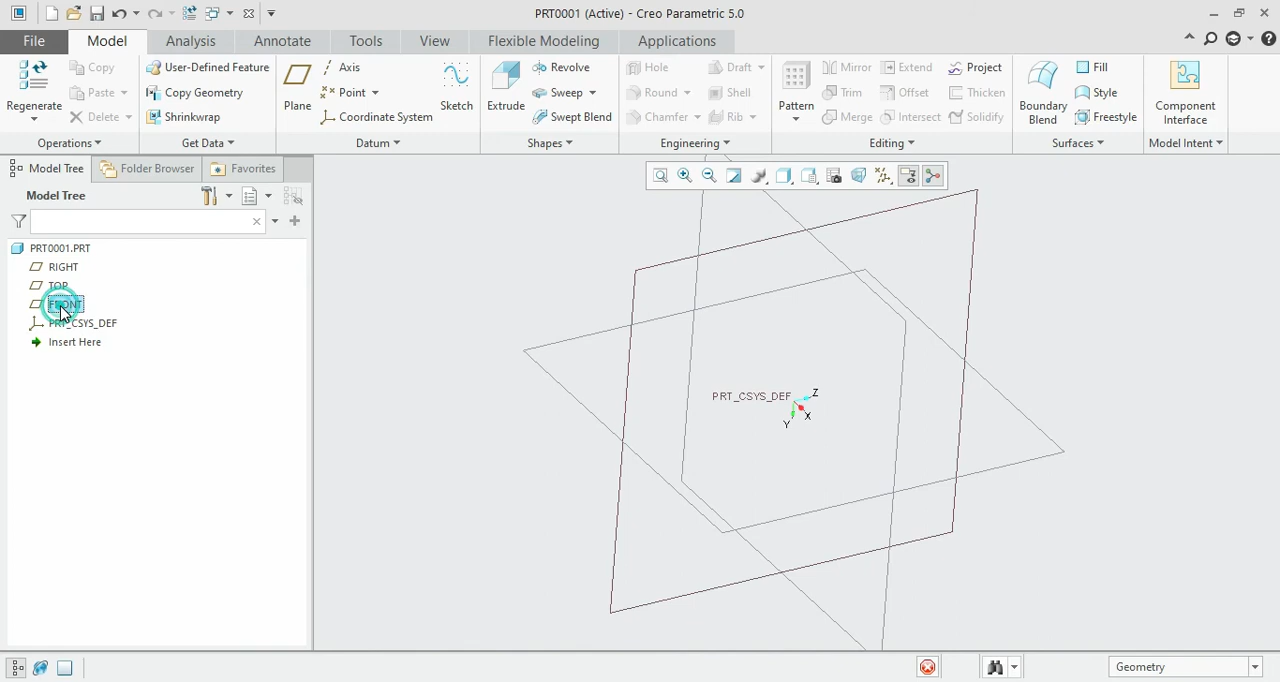 PRT0001 (Active) - Creo Parametric 5.0
File Model Analysis Annotate Tools View Flexible Modeling Applications
Regenerate
Copy
Paste
Delete
Operations
User-Defined Feature
Copy Geometry
Shrinkwrap
Get Data
Plane
Axis
Point
Coordinate System
Sketch
Datum
Extrude
Revolve
Sweep
Swept Blend
Shapes
Hole
Round
Chamfer
Draft
Shell
Rib
Engineering
Pattern
Mirror
Trim
Merge
Extend
Offset
Intersect
Project
Thicken
Solidify
Editing
Boundary
Blend
Fill
Style
Freestyle
Surfaces
Component
Interface
Model Intent
Model Tree Folder Browser Favorites
Model Tree
PRT0001.PRT
RIGHT
TOP
FRONT
PRT_CSYS_DEF
Insert Here
PRT_CSYS_DEF
Z
X
Y
Geometry